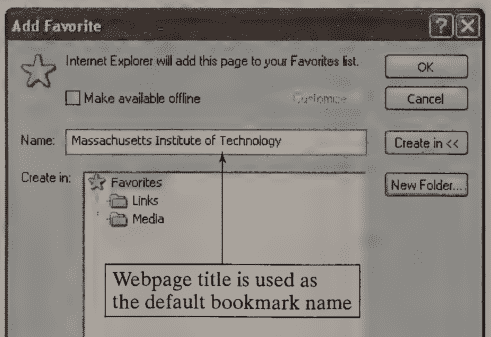 Add Favorite
Internet Explorer will add this page to your Favorites list.
OK
Make available offline
Customize
Cancel
Name: Massachusetts Institute of Technology
Create in <<
Create in:
Favorites
New Folder...
Links
Media
Webpage title is used as
the default bookmark name